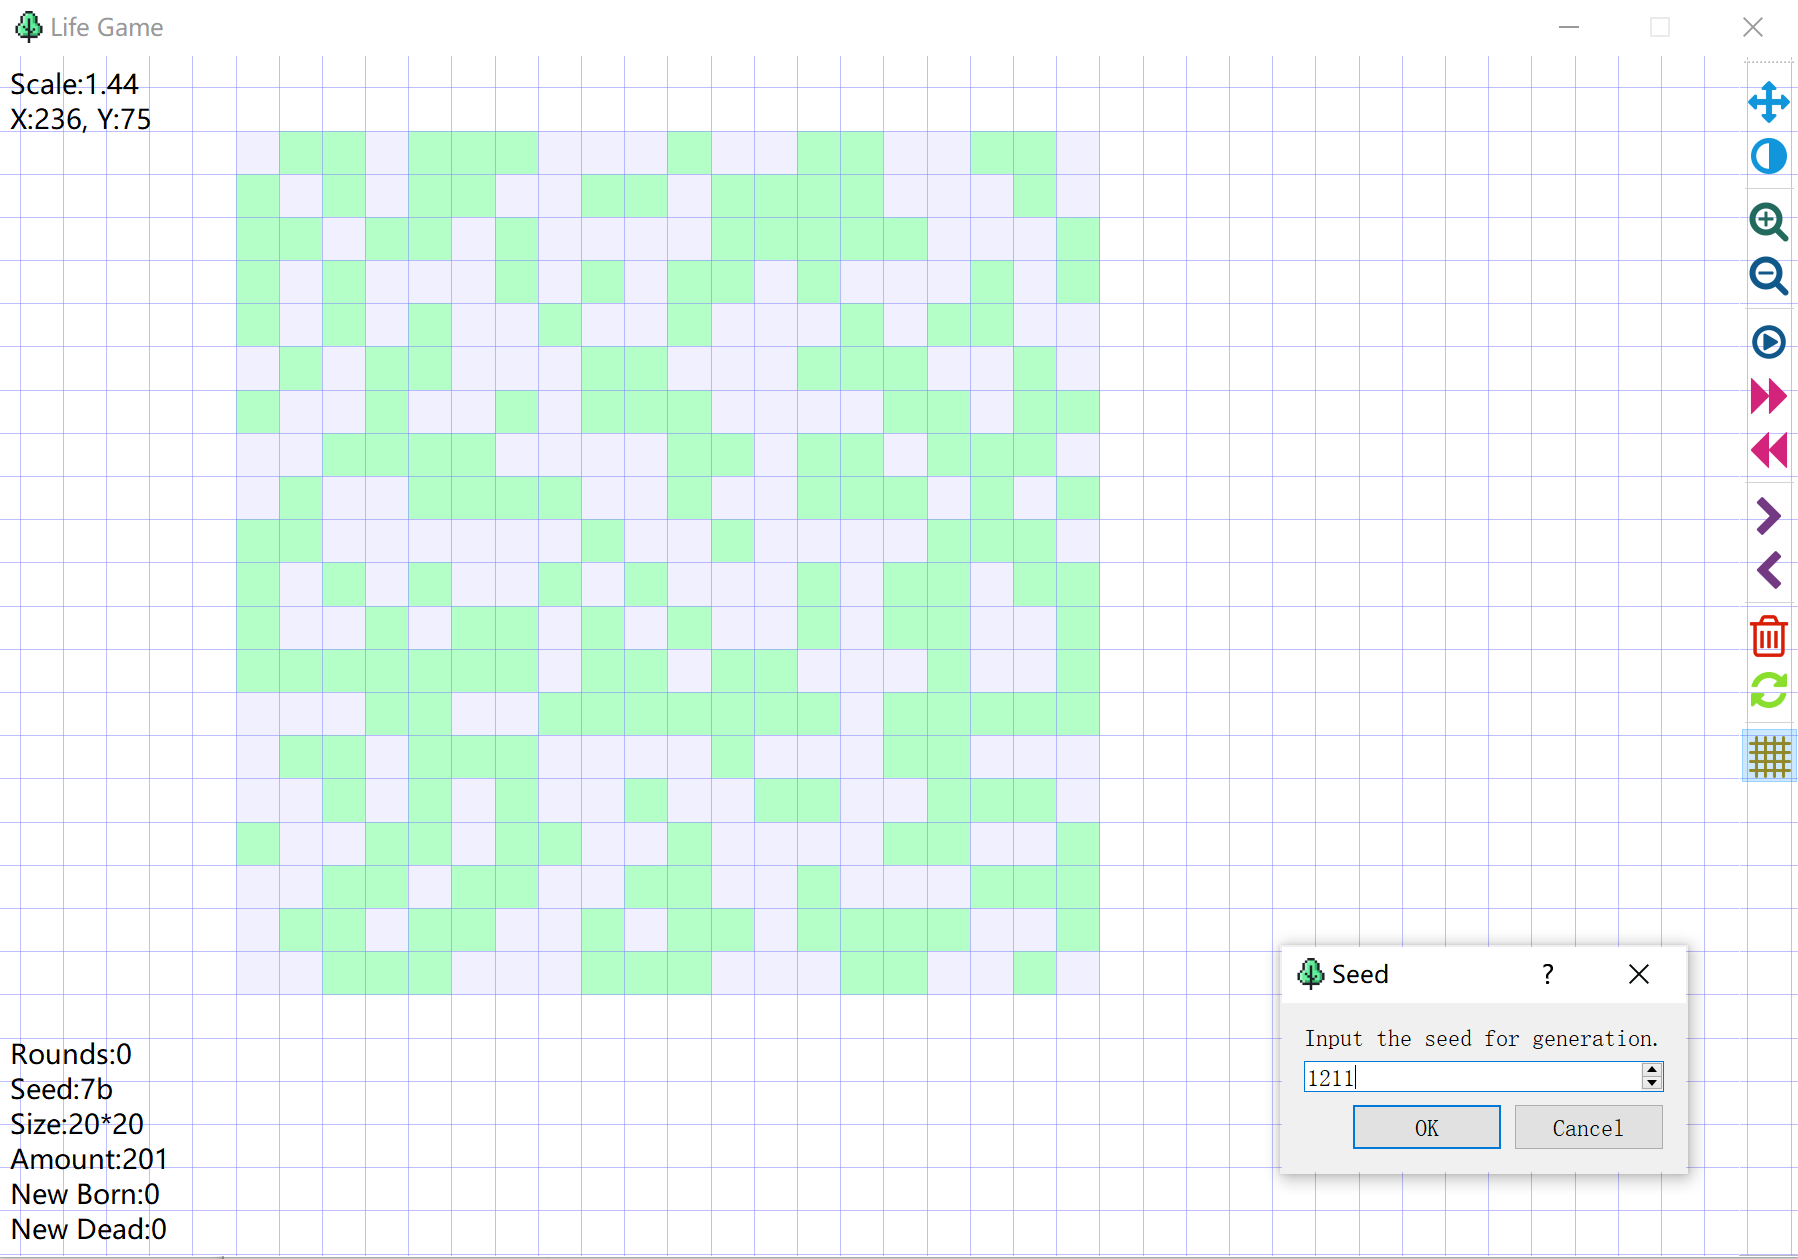 Life Game
Scale:1.44
X:236, Y:75
Rounds:0
Seed:7b
Size:20*20
Amount:201
New Born:0
New Dead:0
Seed
?
Input the seed for generation.
1211
OK
Cancel